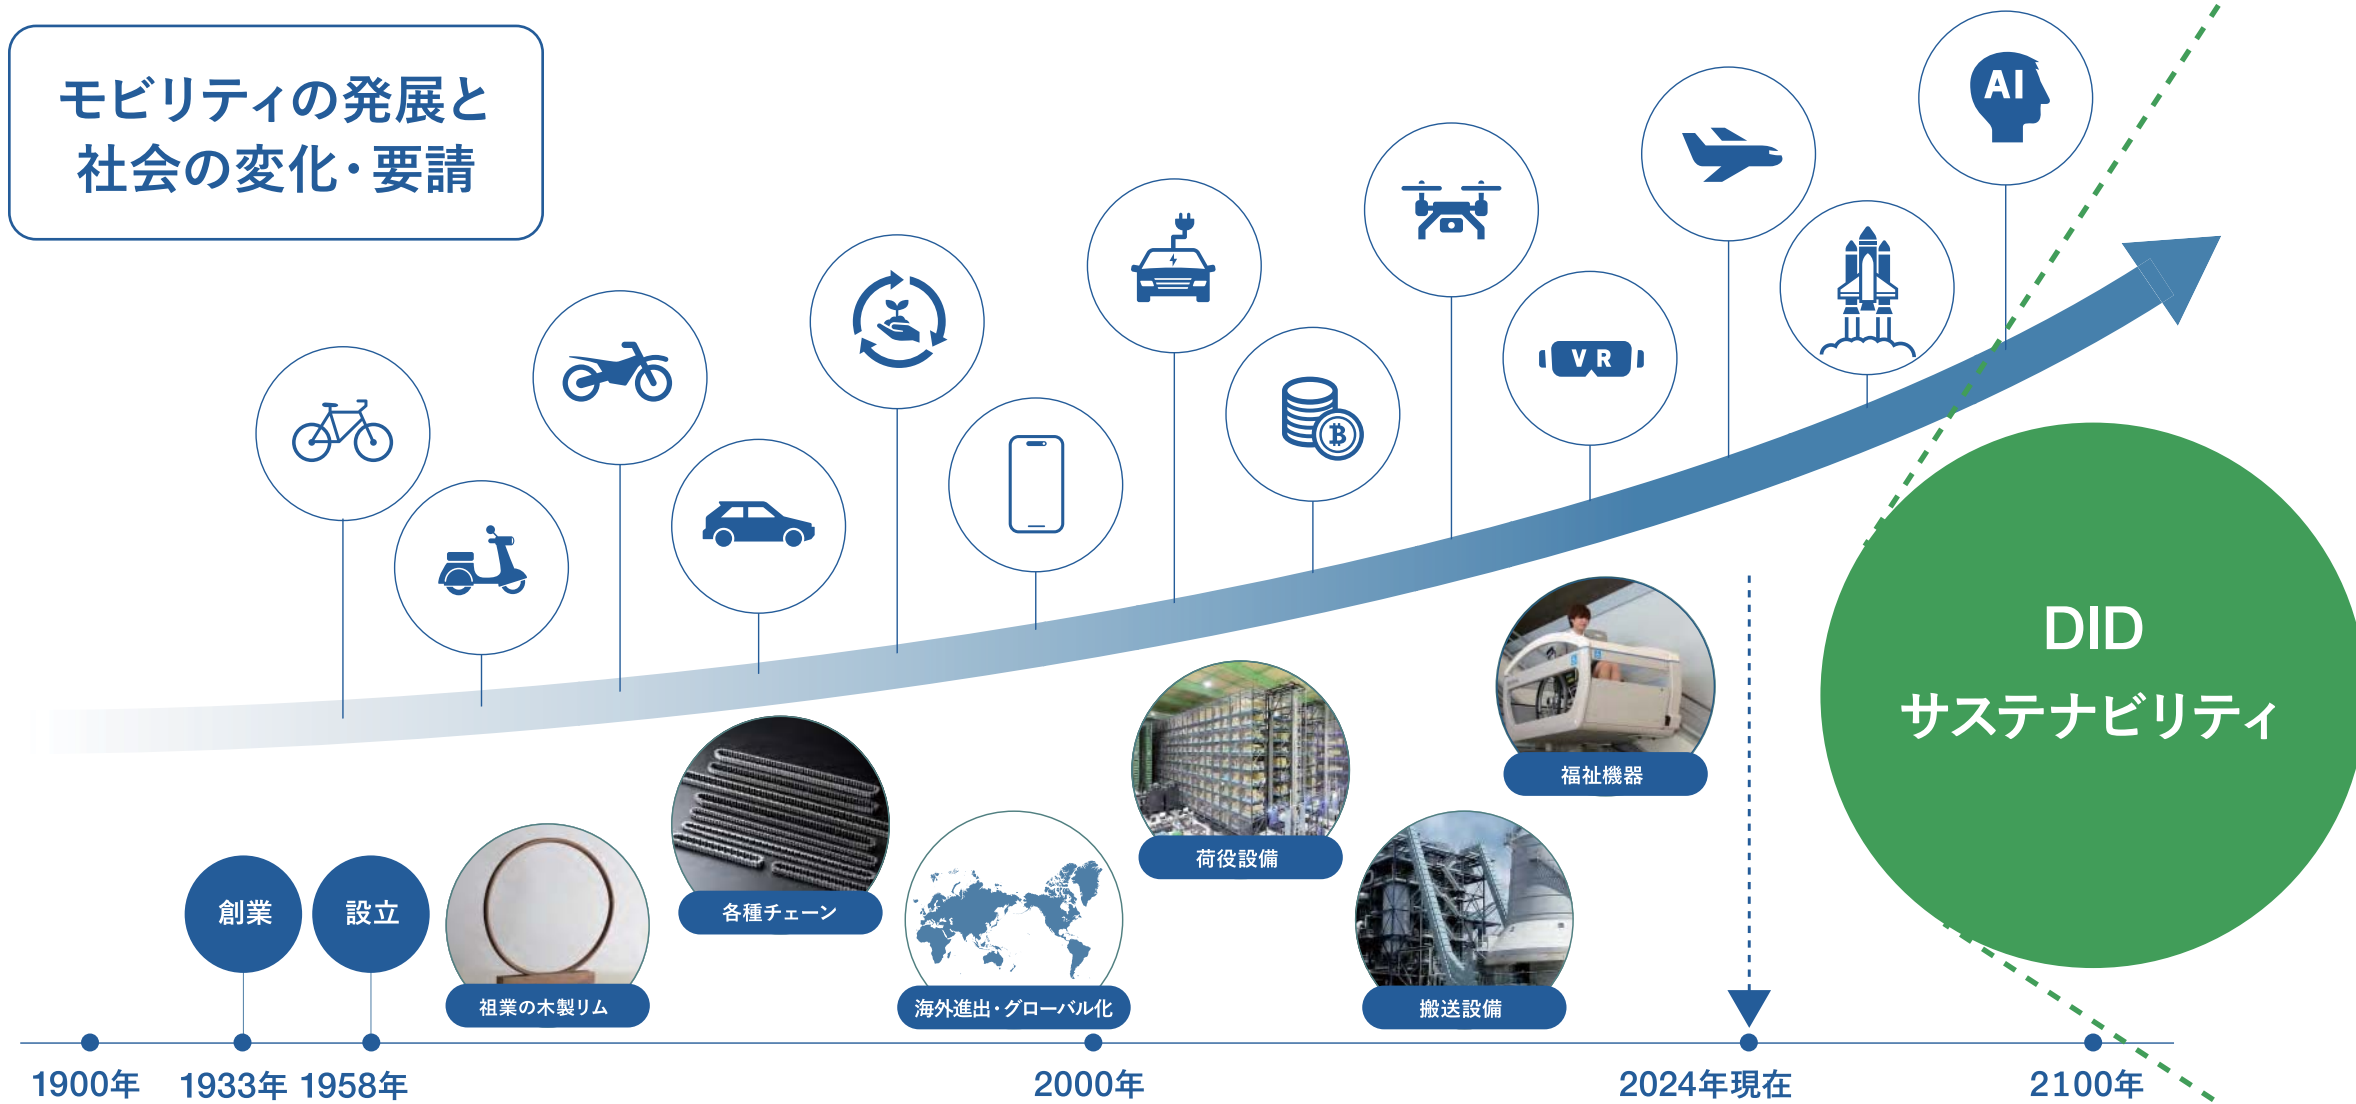 モビリティの発展と
社会の変化・要請
AI
VR
DID
サステナビリティ
福祉機器
荷役設備
各種チェーン
創業
設立
祖業の木製リム
海外進出・グローバル化
搬送設備
1900年
1933年
1958年
2000年
2024年現在
2100年